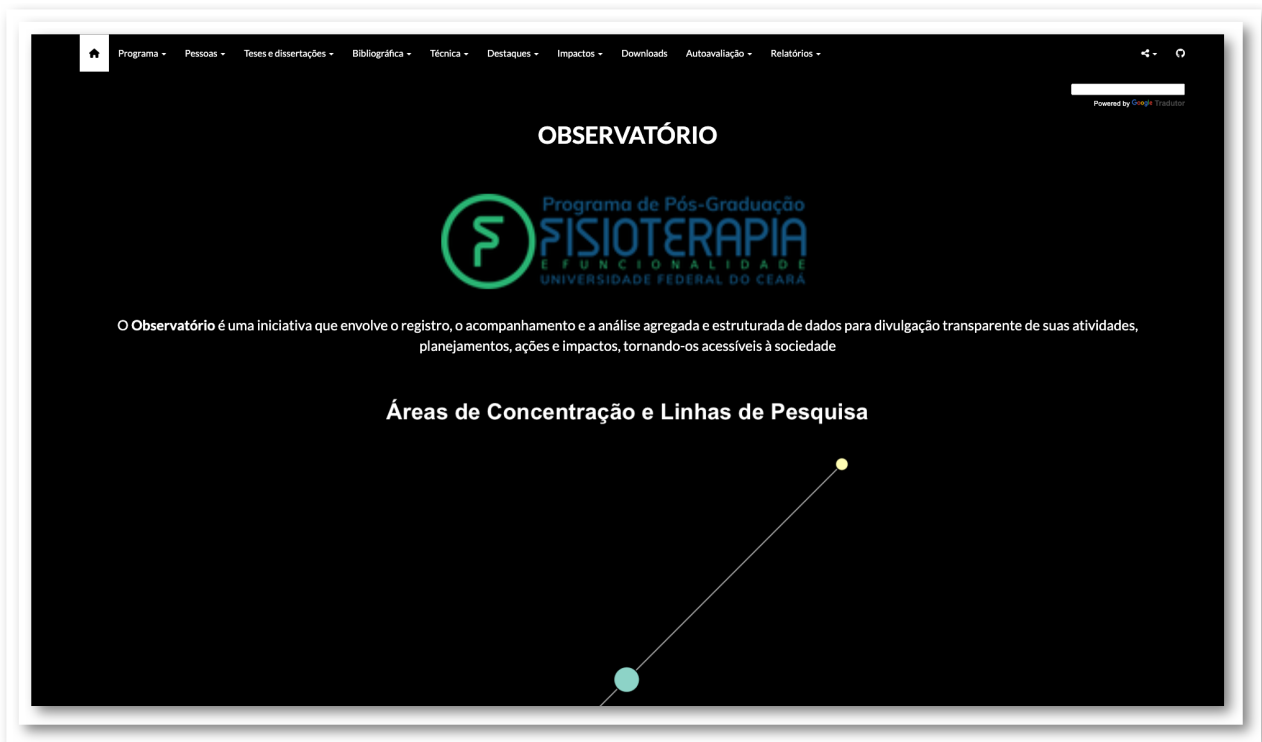 Programa Pessoas Teses e dissertações Bibliográfica Técnica Destaques Impactos Downloads Autoavaliação Relatórios
Powered by Google Tradutor
OBSERVATÓRIO
Programa de Pós-Graduação
FISIOTERAPIA
E FUNCIONALIDADE
UNIVERSIDADE FEDERAL DO CEARÁ
O Observatório é uma iniciativa que envolve o registro, o acompanhamento e a análise agregada e estruturada de dados para divulgação transparente de suas atividades,
planejamentos, ações e impactos, tornando-os acessíveis à sociedade
Áreas de Concentração e Linhas de Pesquisa